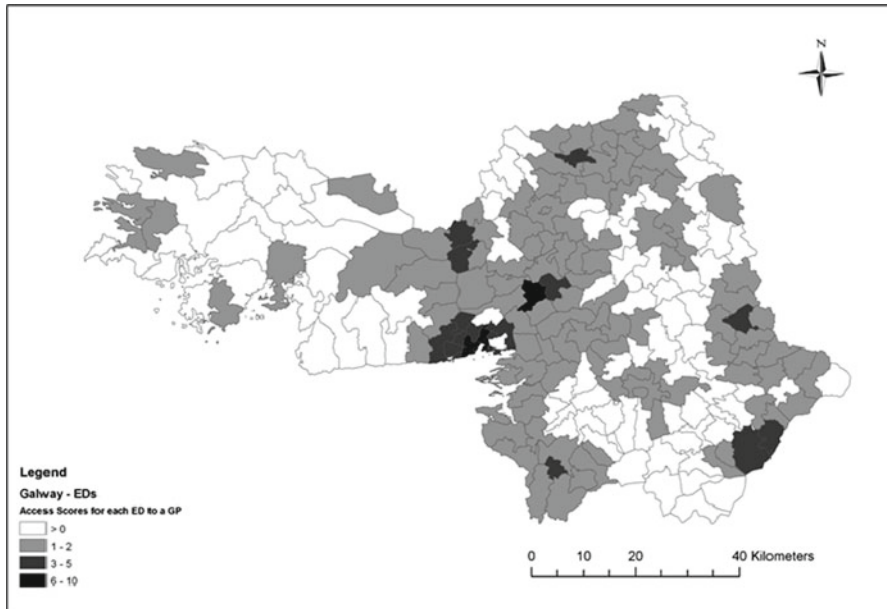 N
Legend
Galway - EDs
Access Scores for each ED to a GP
> 0
1 - 2
3 - 5
6 - 10
0 10 20 40 Kilometers